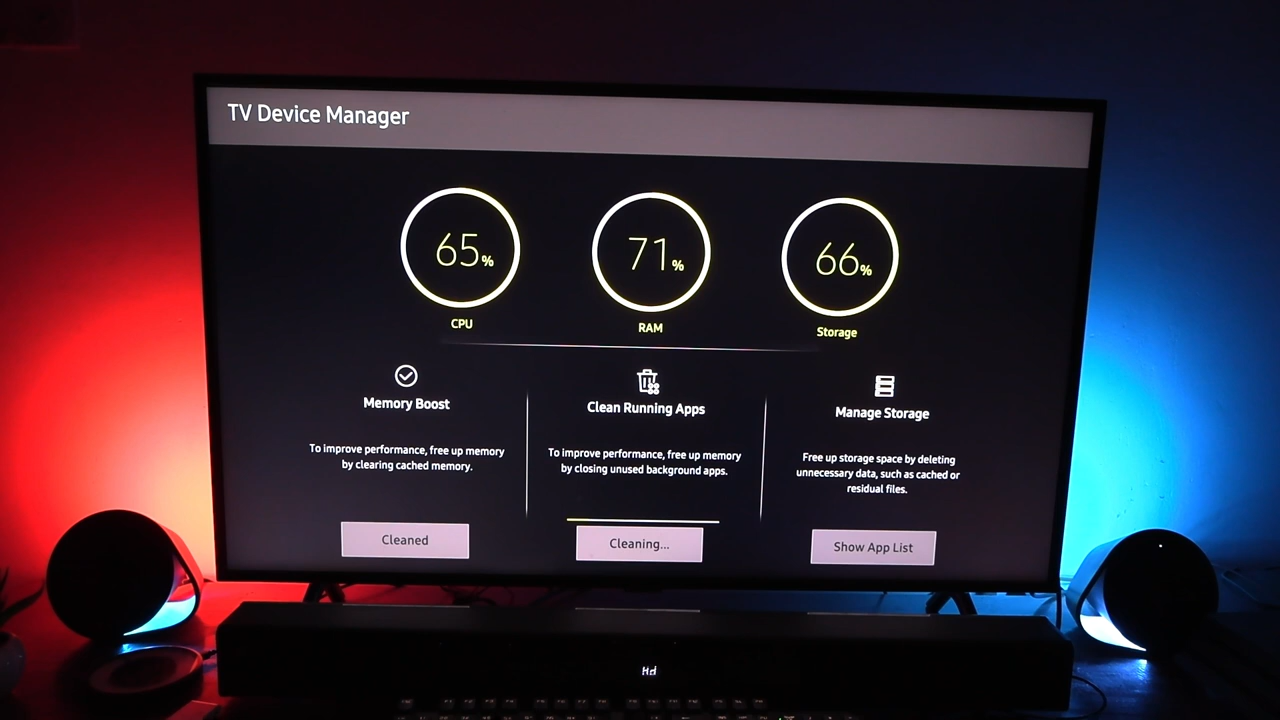 TV Device Manager
65%
71%
66%
CPU
RAM
Storage
Memory Boost
Clean Running Apps
Manage Storage
To improve performance, free up memory
by clearing cached memory.
To improve performance, free up memory
by closing unused background apps.
Free up storage space by deleting
unnecessary data, such as cached or
residual files.
Cleaned
Cleaning...
Show App List